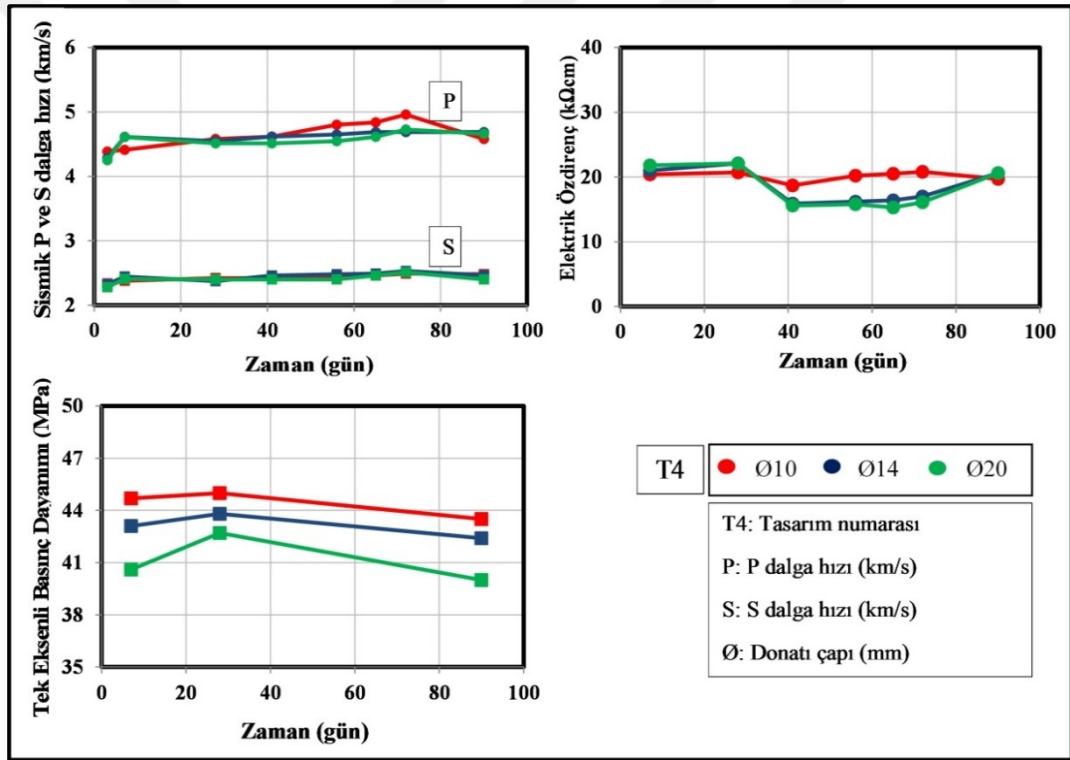 Sismik P ve S dalga hızı (km/s)
6
5
4
3
2
P
S
0 20 40 60 80 100
Zaman (gün)
Elektrik Özdirenç (kΩcm)
40
30
20
10
0
0 20 40 60 80 100
Zaman (gün)
Tek Eksenli Basınç Dayanımı (MPa)
50
47
44
41
38
35
0 20 40 60 80 100
Zaman (gün)
T4
Ø10 Ø14 Ø20
T4: Tasarım numarası
P: P dalga hızı (km/s)
S: S dalga hızı (km/s)
Ø: Donatı çapı (mm)